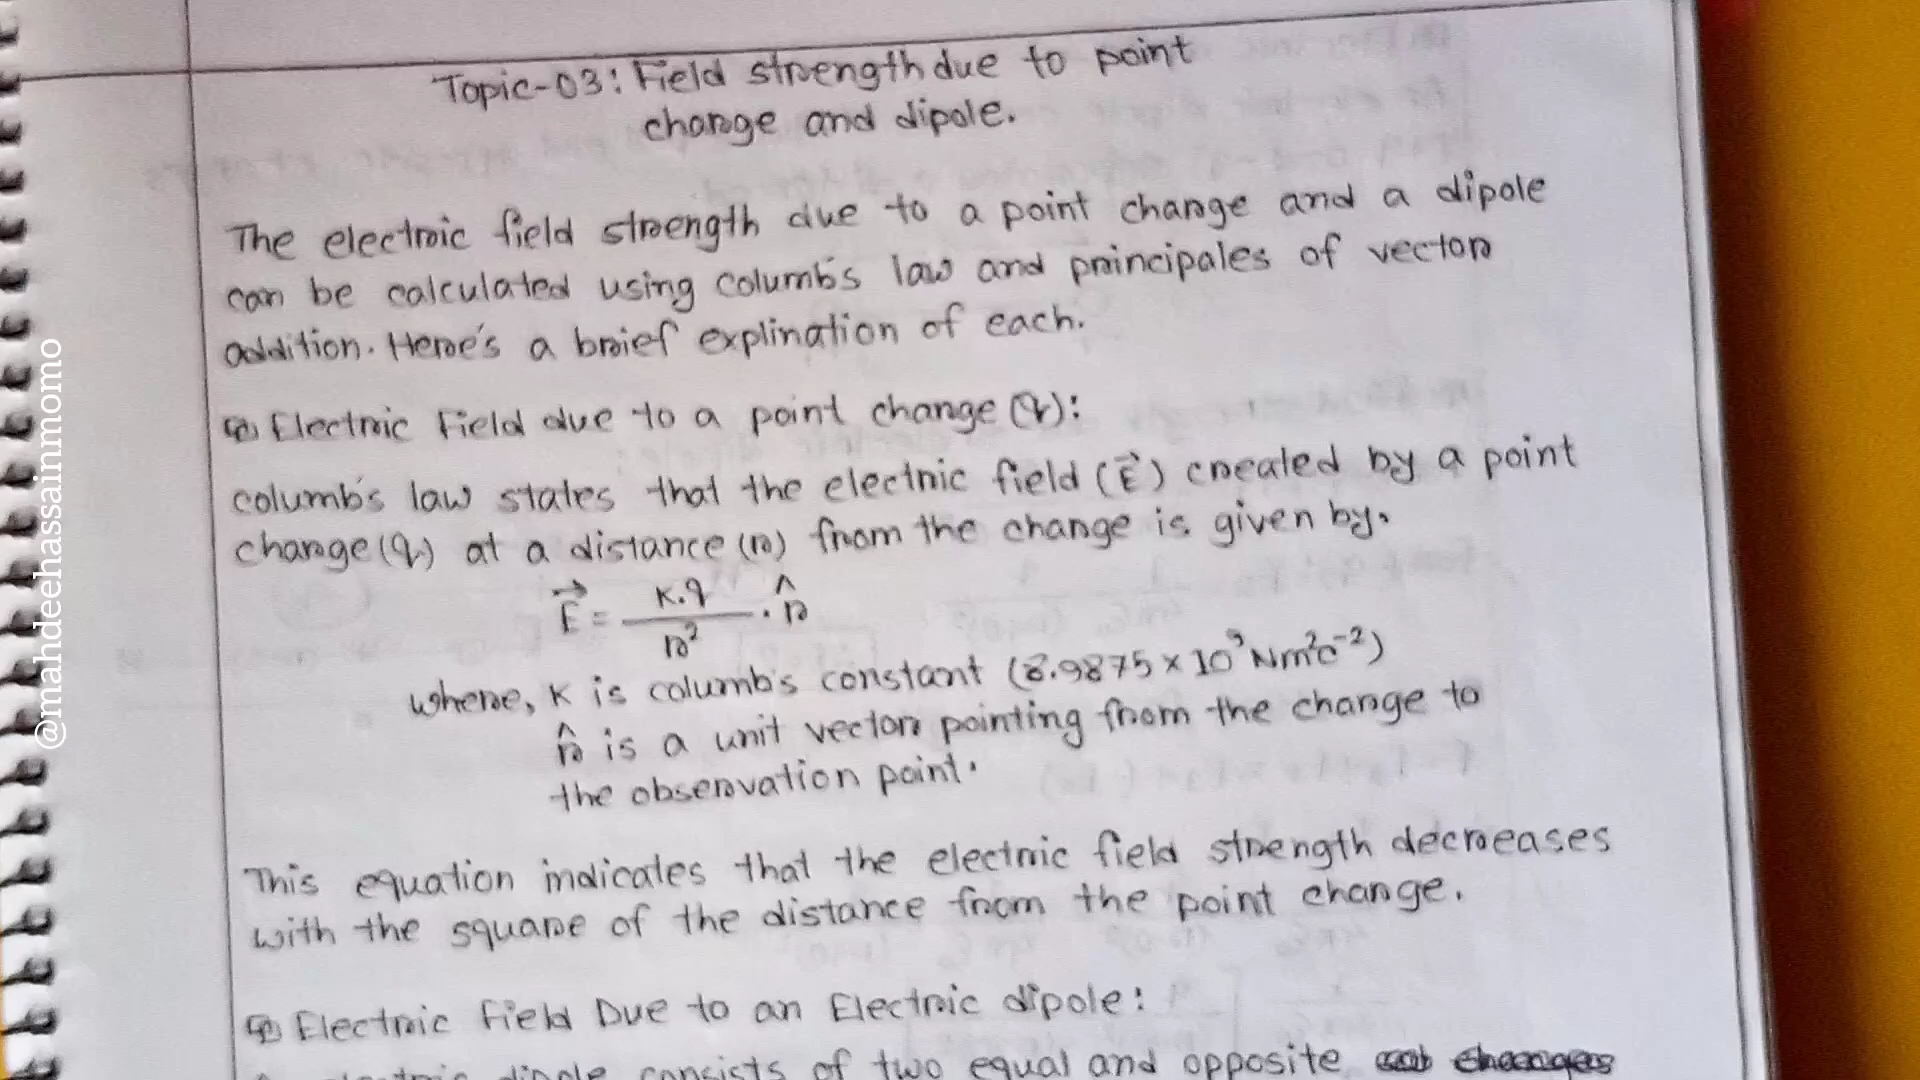 Topic-03: Field strength due to point
charge and dipole.
The electric field strength due to a point charge and a dipole
can be calculated using columb's law and principales of vector
addition. Here's a brief explination of each.
Electric Field due to a point charge (q):
columb's law states that the electric field (E⃗) created by a point
charge (q) at a distance (r) from the charge is given by.
E⃗ = K.q / r² . r̂
where, K is columb's constant (8.9875 × 10⁹ Nm²c⁻²)
r̂ is a unit vector pointing from the charge to
the observation point.
This equation indicates that the electric field strength decreases
with the square of the distance from the point charge.
Electric Field Due to an Electric dipole:
electric dipole consists of two equal and opposite
@mahdeehassainmomo